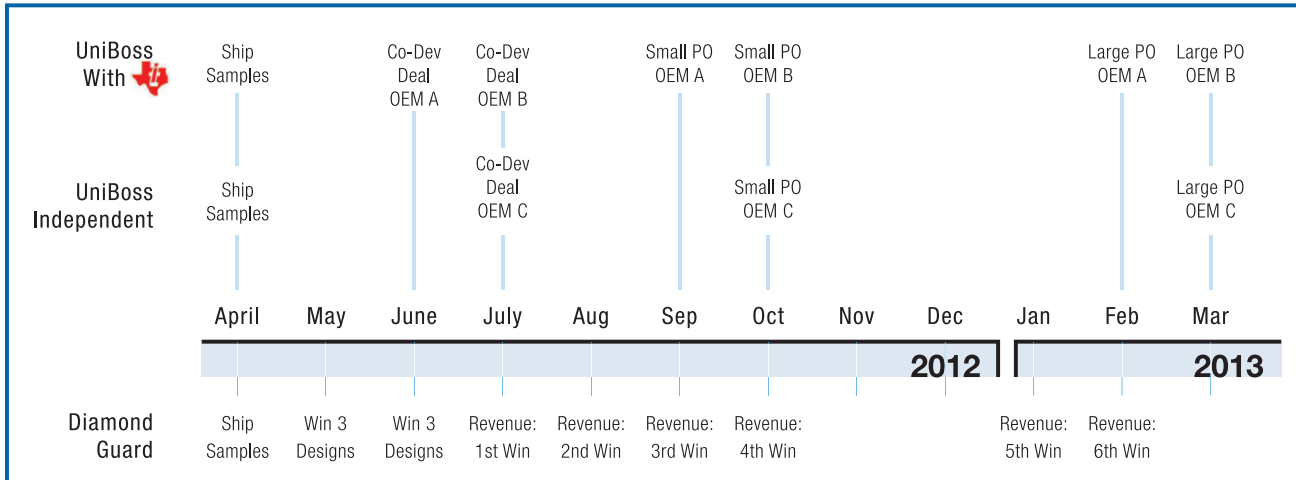 UniBoss
With
Ship
Samples
Co-Dev
Deal
OEM A
Co-Dev
Deal
OEM B
Small PO
OEM A
Small PO
OEM B
Large PO
OEM A
Large PO
OEM B
UniBoss
Independent
Ship
Samples
Co-Dev
Deal
OEM C
Small PO
OEM C
Large PO
OEM C
April May June July Aug Sep Oct Nov Dec Jan Feb Mar
2012 2013
Diamond
Guard
Ship
Samples
Win 3
Designs
Win 3
Designs
Revenue:
1st Win
Revenue:
2nd Win
Revenue:
3rd Win
Revenue:
4th Win
Revenue:
5th Win
Revenue:
6th Win